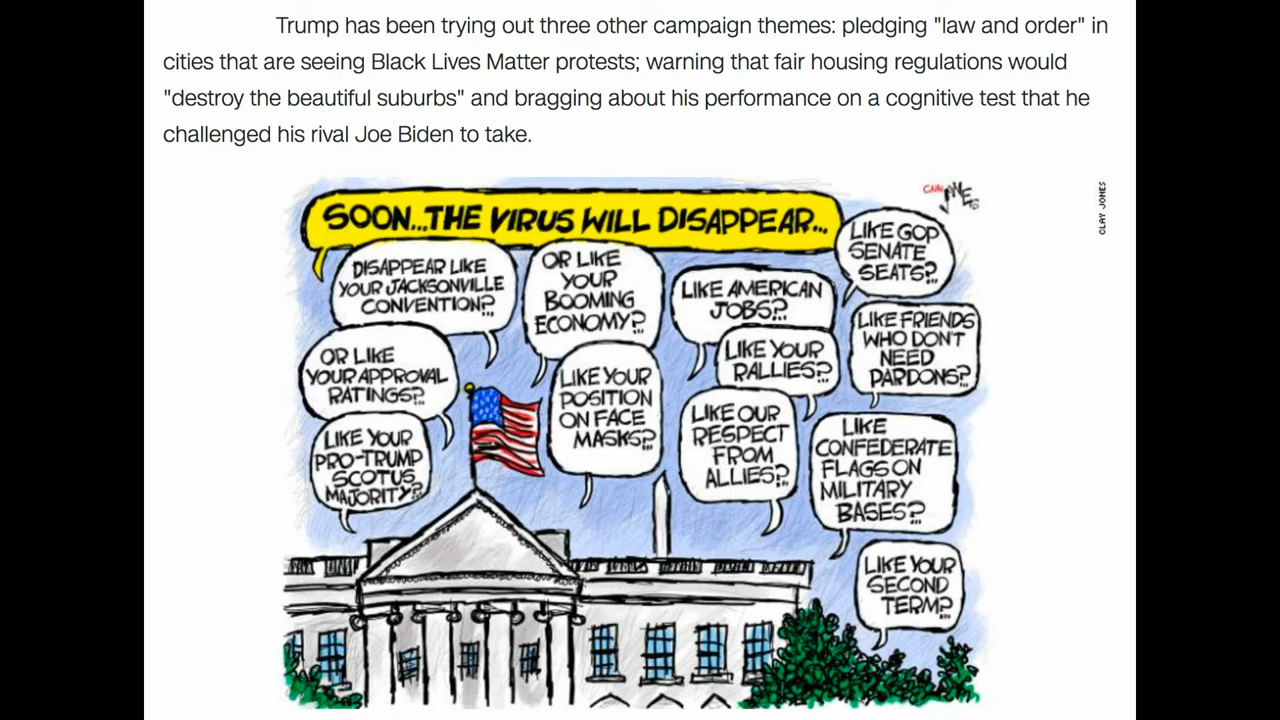 Trump has been trying out three other campaign themes: pledging "law and order" in
cities that are seeing Black Lives Matter protests; warning that fair housing regulations would
"destroy the beautiful suburbs" and bragging about his performance on a cognitive test that he
challenged his rival Joe Biden to take.
SOON...THE VIRUS WILL DISAPPEAR...
CNN JONES
CLAY JONES
DISAPPEAR LIKE
YOUR JACKSONVILLE
CONVENTION?...
OR LIKE
YOUR
BOOMING
ECONOMY?...
LIKE AMERICAN
JOBS?...
LIKE GOP
SENATE
SEATS?...
OR LIKE
YOUR APPROVAL
RATINGS?...
LIKE YOUR
POSITION
ON FACE
MASKS?...
LIKE YOUR
RALLIES?...
LIKE FRIENDS
WHO DON'T
NEED
PARDONS?...
LIKE YOUR
PRO-TRUMP
SCOTUS
MAJORITY?...
LIKE OUR
RESPECT
FROM
ALLIES?...
LIKE
CONFEDERATE
FLAGS ON
MILITARY
BASES?...
LIKE YOUR
SECOND
TERM?...